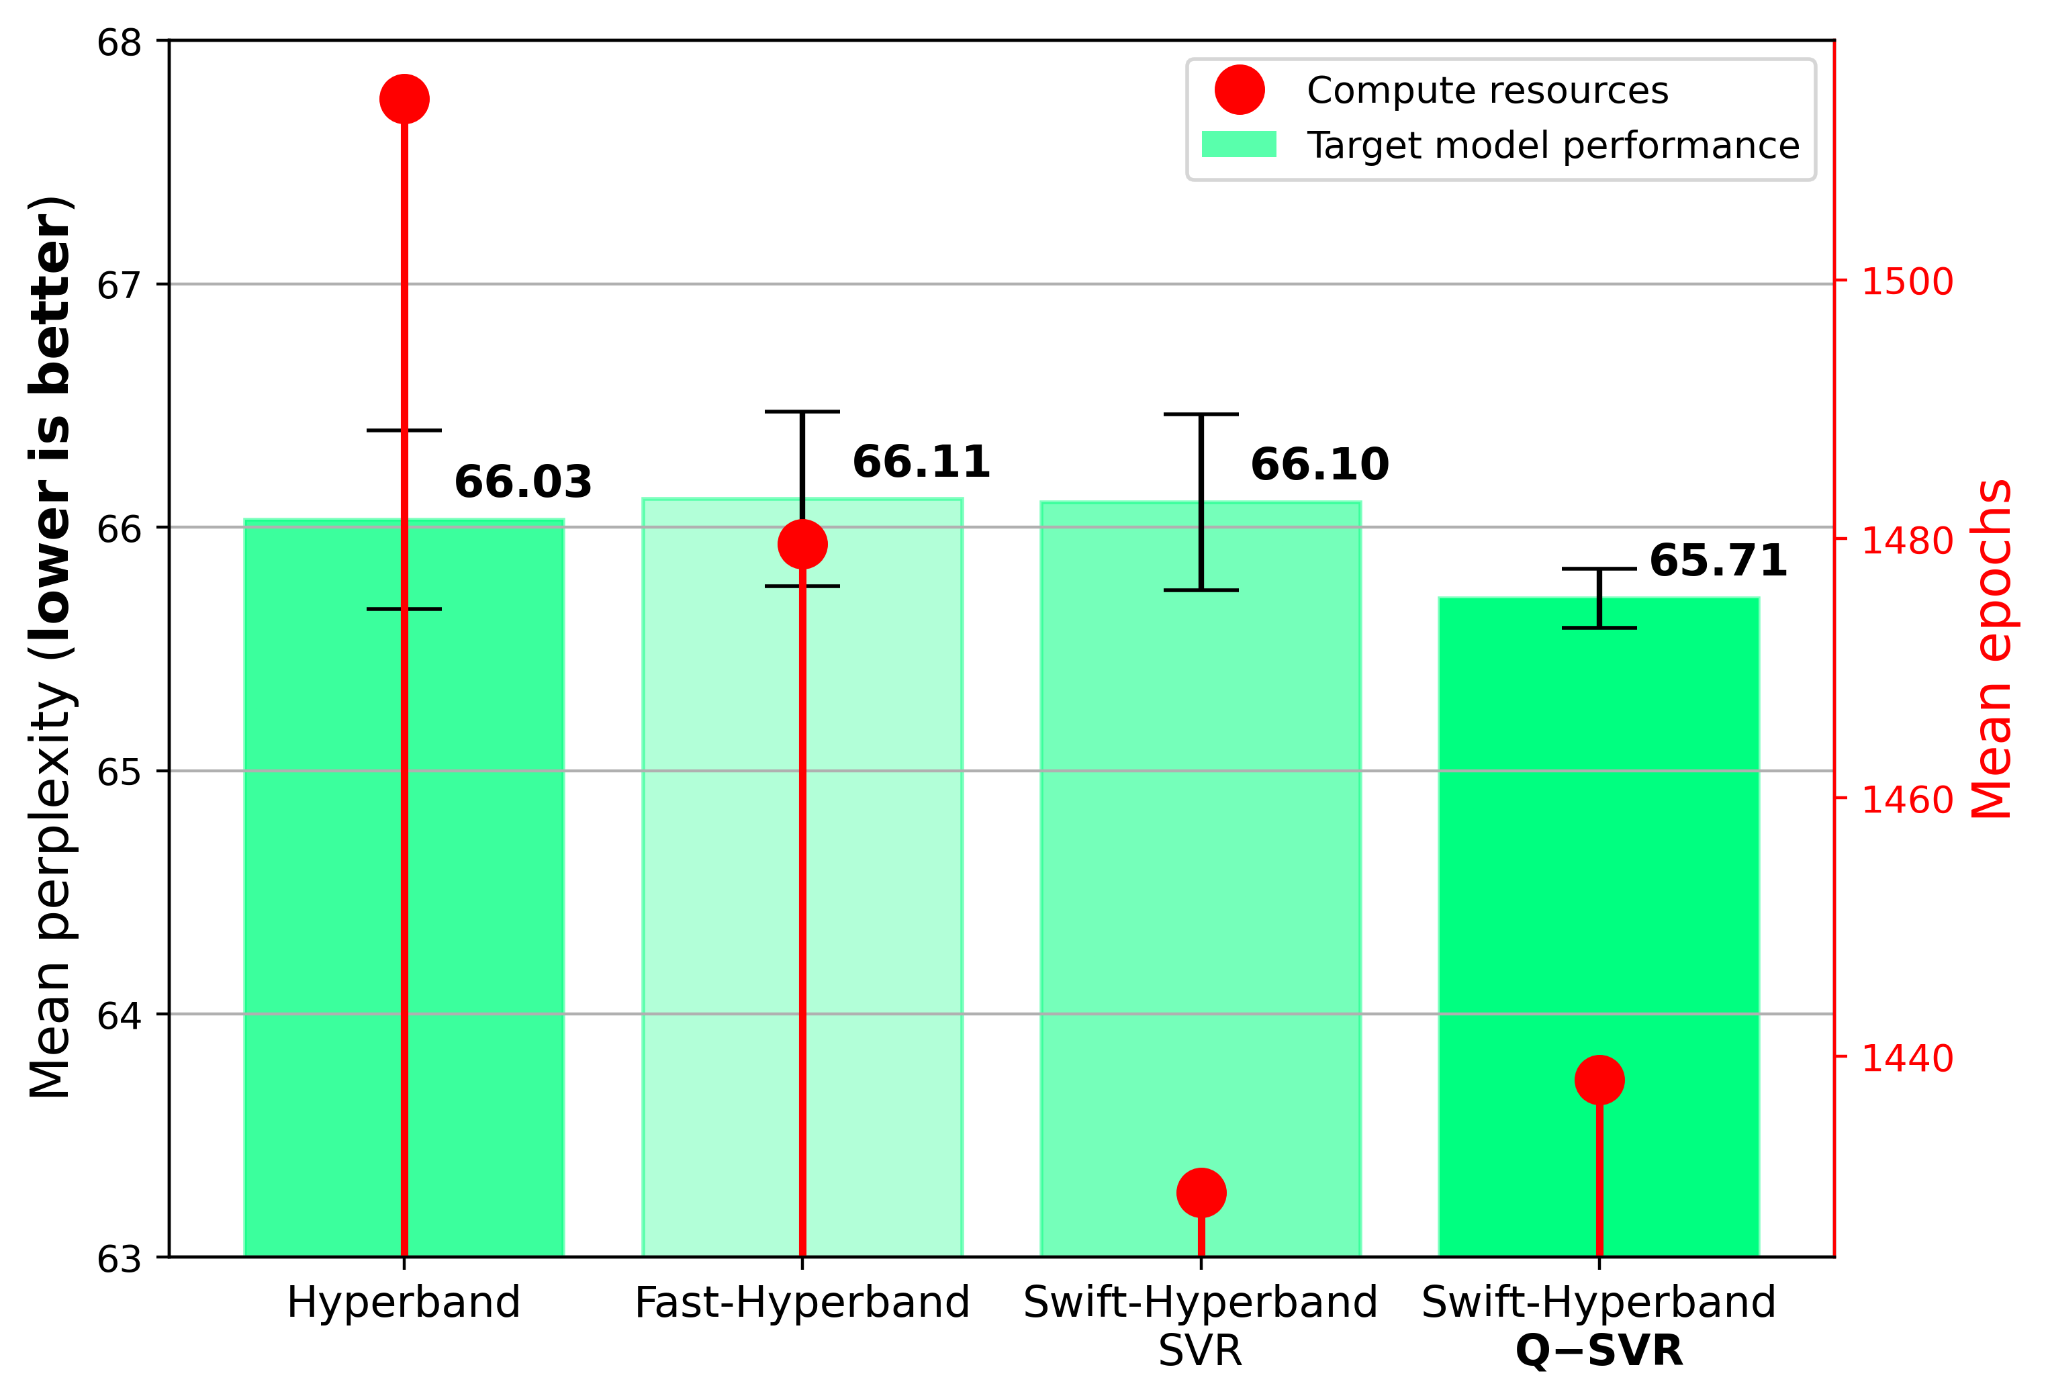 68
67
66
65
64
63
Mean perplexity (lower is better)
Compute resources
Target model performance
66.03
66.11
66.10
65.71
1500
1480
1460
1440
Mean epochs
Hyperband
Fast-Hyperband
Swift-Hyperband
SVR
Swift-Hyperband
Q−SVR